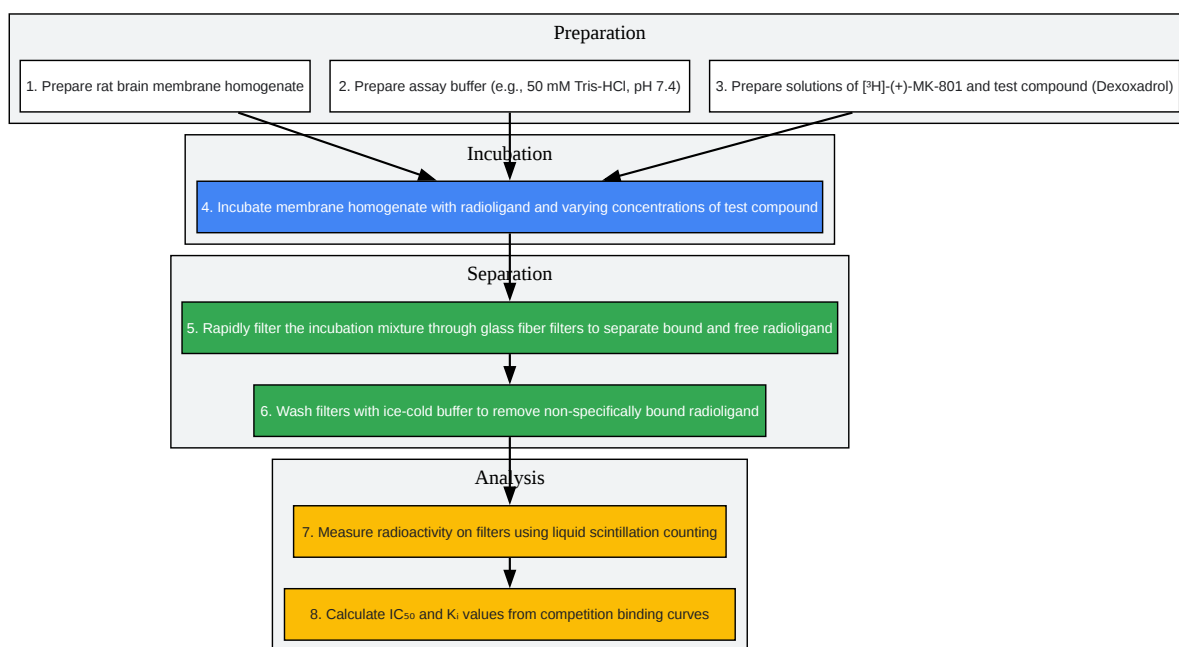 Preparation
1. Prepare rat brain membrane homogenate
2. Prepare assay buffer (e.g., 50 mM Tris-HCl, pH 7.4)
3. Prepare solutions of [³H]-(+)-MK-801 and test compound (Dexoxadrol)
Incubation
4. Incubate membrane homogenate with radioligand and varying concentrations of test compound
Separation
5. Rapidly filter the incubation mixture through glass fiber filters to separate bound and free radioligand
6. Wash filters with ice-cold buffer to remove non-specifically bound radioligand
Analysis
7. Measure radioactivity on filters using liquid scintillation counting
8. Calculate IC₅₀ and Kᵢ values from competition binding curves